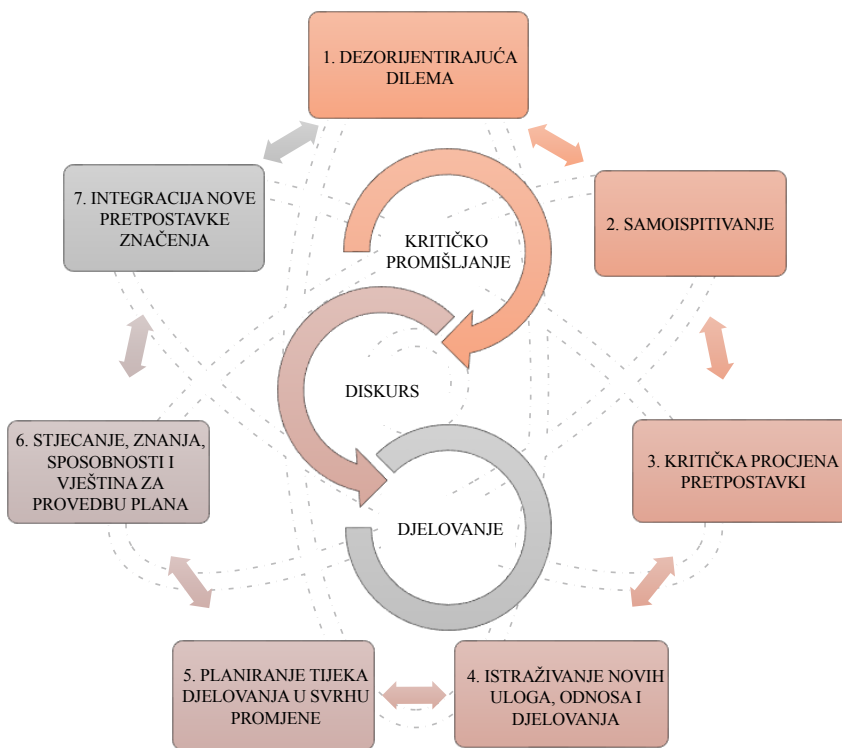 1. DEZORIJENTIRAJUĆA
DILEMA
2. SAMOISPITIVANJE
3. KRITIČKA PROCJENA
PRETPOSTAVKI
4. ISTRAŽIVANJE NOVIH
ULOGA, ODNOSA I
DJELOVANJA
5. PLANIRANJE TIJEKA
DJELOVANJA U SVRHU
PROMJENE
6. STJECANJE, ZNANJA,
SPOSOBNOSTI I
VJEŠTINA ZA
PROVEDBU PLANA
7. INTEGRACIJA NOVE
PRETPOSTAVKE
ZNAČENJA
KRITIČKO
PROMIŠLJANJE
DISKURS
DJELOVANJE